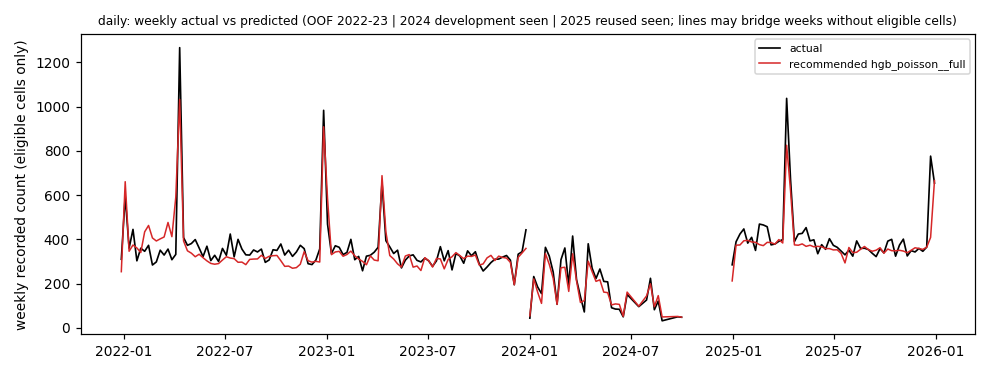 daily: weekly actual vs predicted (OOF 2022-23 | 2024 development seen | 2025 reused seen; lines may bridge weeks without eligible cells)
actual
recommended hgb_poisson__full
weekly recorded count (eligible cells only)
1200
1000
800
600
400
200
0
2022-01 2022-07 2023-01 2023-07 2024-01 2024-07 2025-01 2025-07 2026-01